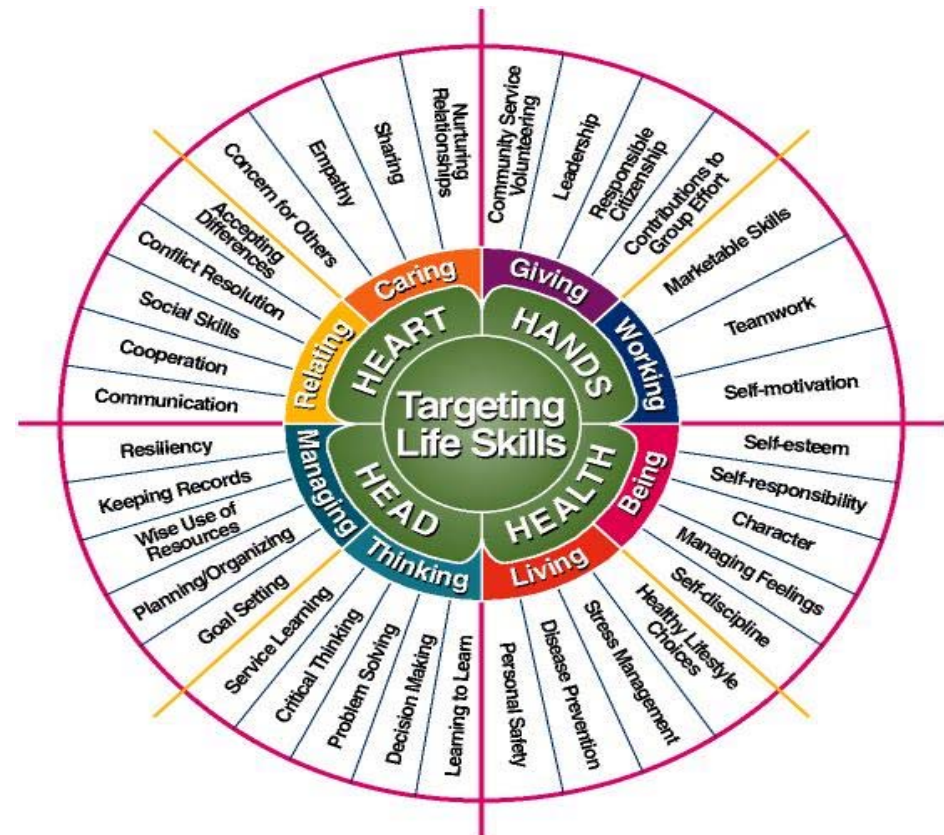 Targeting
Life Skills
HEART
HANDS
HEALTH
HEAD
Caring
Giving
Working
Being
Living
Thinking
Managing
Relating
Nurturing
Relationships
Sharing
Empathy
Concern for Others
Accepting
Differences
Conflict Resolution
Social Skills
Cooperation
Communication
Community Service
Volunteering
Leadership
Responsible
Citizenship
Contributions to
Group Effort
Marketable Skills
Teamwork
Self-motivation
Self-esteem
Self-responsibility
Character
Managing Feelings
Self-discipline
Healthy Lifestyle
Choices
Stress Management
Disease Prevention
Personal Safety
Learning to Learn
Decision Making
Problem Solving
Critical Thinking
Service Learning
Goal Setting
Planning/Organizing
Wise Use of
Resources
Keeping Records
Resiliency